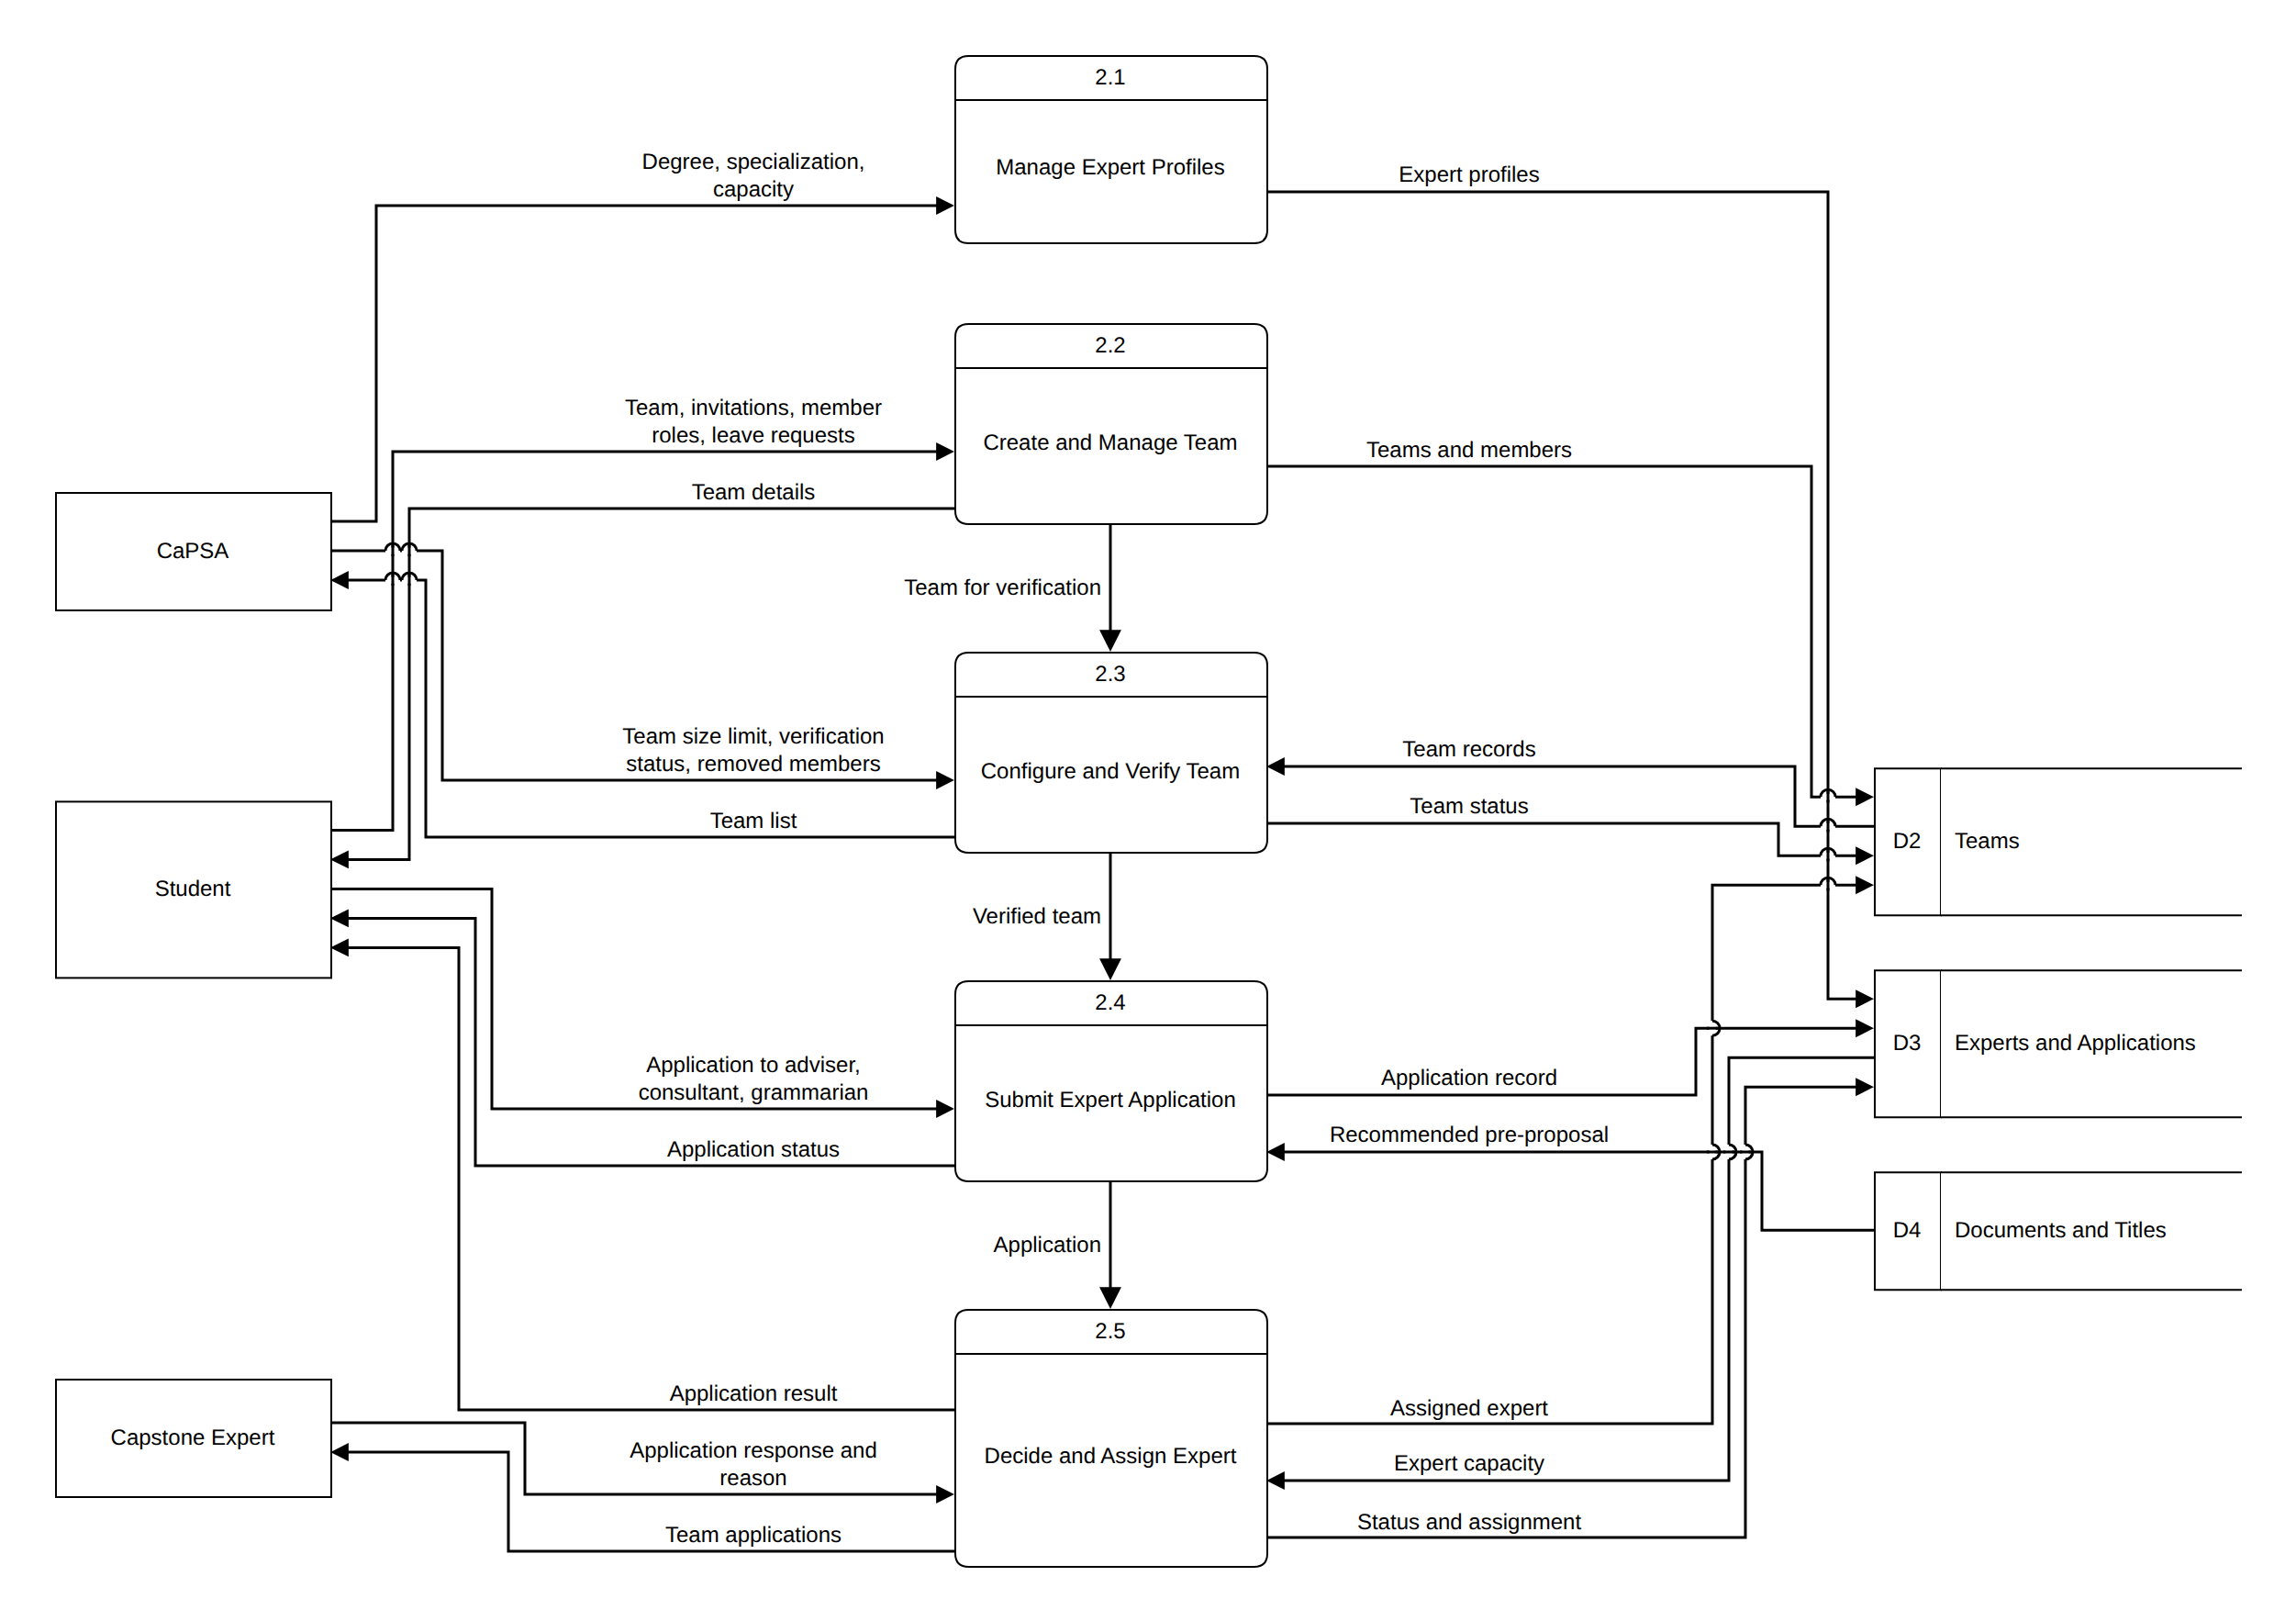 2.1
Manage Expert Profiles
Degree, specialization,
capacity
Expert profiles
2.2
Create and Manage Team
Team, invitations, member
roles, leave requests
Teams and members
Team details
CaPSA
Team for verification
2.3
Configure and Verify Team
Team size limit, verification
status, removed members
Team records
Team list
Team status
D2
Teams
Student
Verified team
2.4
Submit Expert Application
Application to adviser,
consultant, grammarian
Application record
Application status
Recommended pre-proposal
D3
Experts and Applications
D4
Documents and Titles
Application
2.5
Decide and Assign Expert
Application result
Assigned expert
Capstone Expert
Application response and
reason
Expert capacity
Team applications
Status and assignment